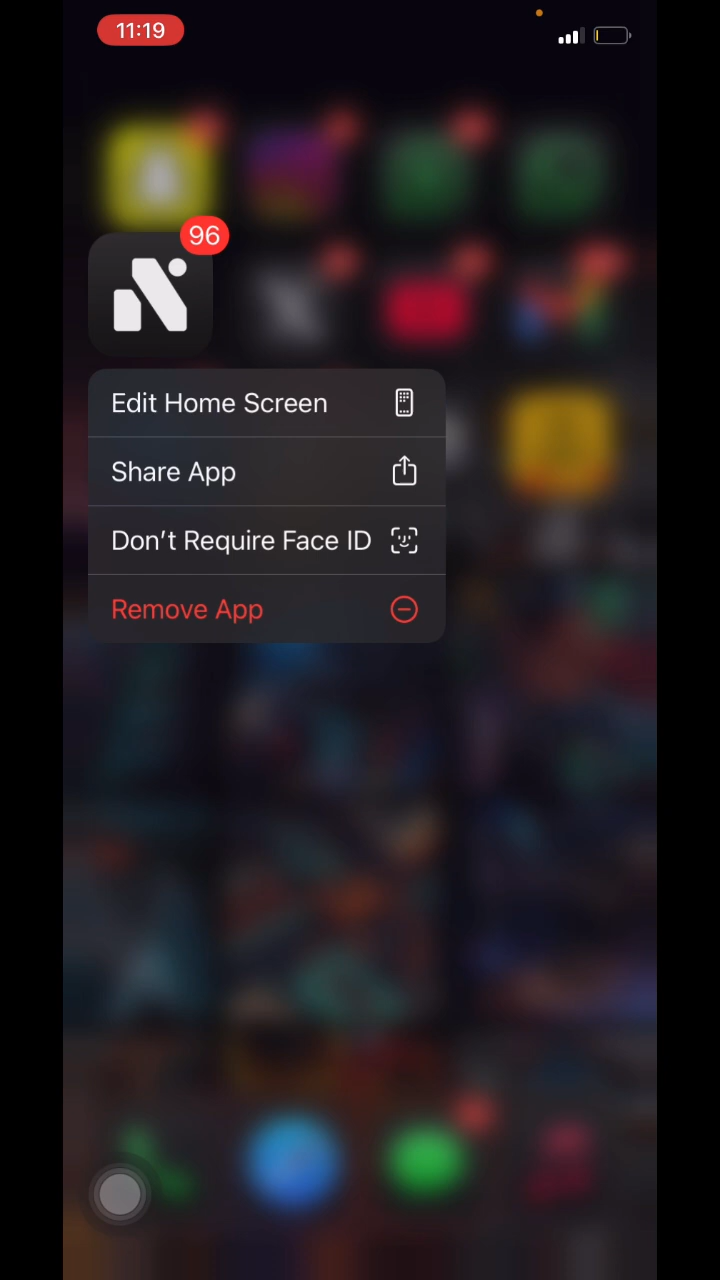 11:19
96
Edit Home Screen
Share App
Don't Require Face ID
Remove App